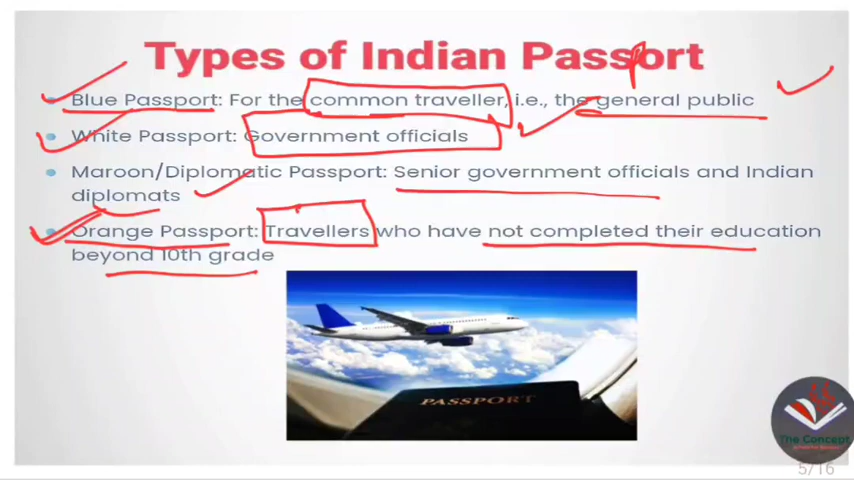 Types of Indian Passport
Blue Passport: For the common traveller, i.e., the general public
White Passport: Government officials
Maroon/Diplomatic Passport: Senior government officials and Indian
diplomats
Orange Passport: Travellers who have not completed their education
beyond 10th grade
PASSPORT
The Concept
5/16